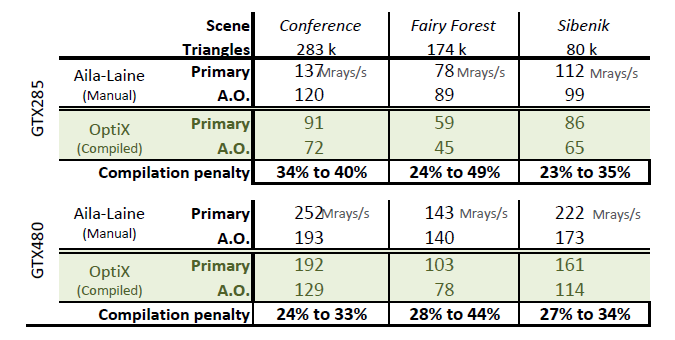 Scene Conference Fairy Forest Sibenik
Triangles 283 k 174 k 80 k
GTX285
Aila-Laine Primary 137 Mrays/s 78 Mrays/s 112 Mrays/s
(Manual) A.O. 120 89 99
OptiX Primary 91 59 86
(Compiled) A.O. 72 45 65
Compilation penalty 34% to 40% 24% to 49% 23% to 35%
GTX480
Aila-Laine Primary 252 Mrays/s 143 Mrays/s 222 Mrays/s
(Manual) A.O. 193 140 173
OptiX Primary 192 103 161
(Compiled) A.O. 129 78 114
Compilation penalty 24% to 33% 28% to 44% 27% to 34%